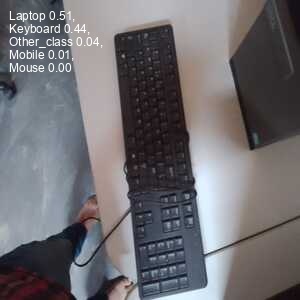 Laptop 0.51,
Keyboard 0.44,
Other_class 0.04,
Mobile 0.01,
Mouse 0.00